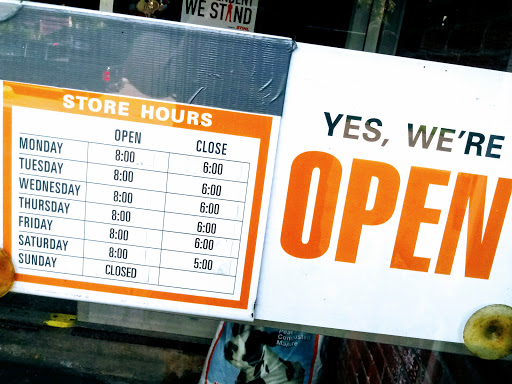 WE STAND
STORE HOURS
OPEN CLOSE
MONDAY 8:00 6:00
TUESDAY 8:00 6:00
WEDNESDAY 8:00 6:00
THURSDAY 8:00 6:00
FRIDAY 8:00 6:00
SATURDAY 8:00 5:00
SUNDAY CLOSED
YES, WE'RE
OPEN
Peat
Manure